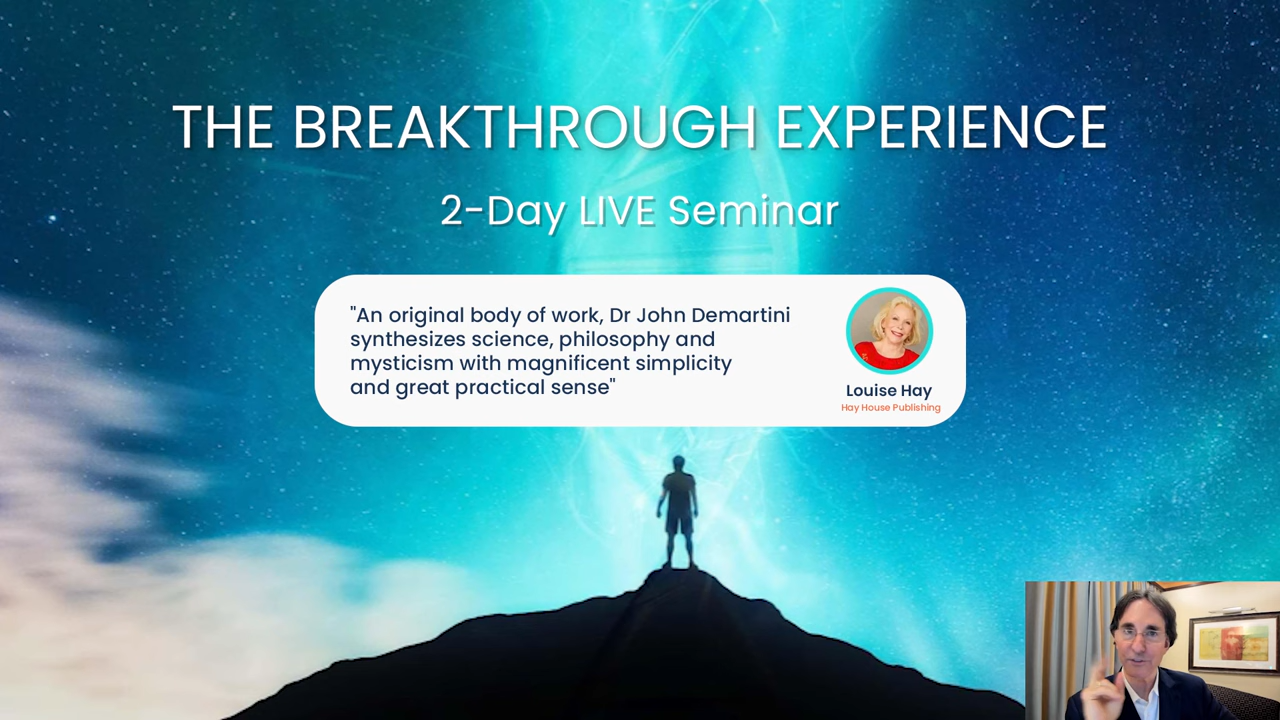 THE BREAKTHROUGH EXPERIENCE
2-Day LIVE Seminar
"An original body of work, Dr John Demartini
synthesizes science, philosophy and
mysticism with magnificent simplicity
and great practical sense"
Louise Hay
Hay House Publishing